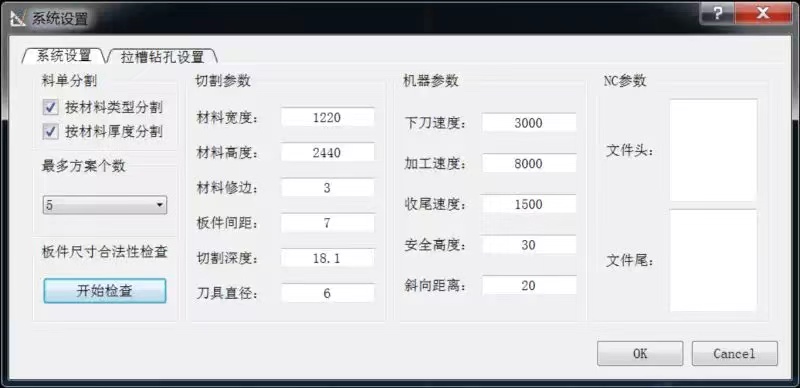 系统设置
系统设置
拉槽钻孔设置
料单分割
按材料类型分割
按材料厚度分割
最多方案个数
5
板件尺寸合法性检查
开始检查
切割参数
材料宽度： 1220
材料高度： 2440
材料修边： 3
板件间距： 7
切割深度： 18.1
刀具直径： 6
机器参数
下刀速度： 3000
加工速度： 8000
收尾速度： 1500
安全高度： 30
斜向距离： 20
NC参数
文件头：
文件尾：
OK
Cancel